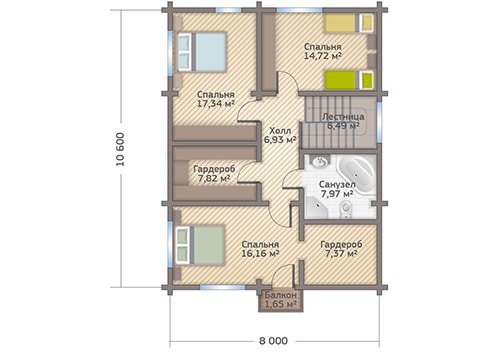 Спальня
14,72 м²
Спальня
17,34 м²
Лестница
6,49 м²
Холл
6,93 м²
Гардероб
7,82 м²
Санузел
7,97 м²
Спальня
16,16 м²
Гардероб
7,37 м²
Балкон
1,65 м²
10 600
8 000